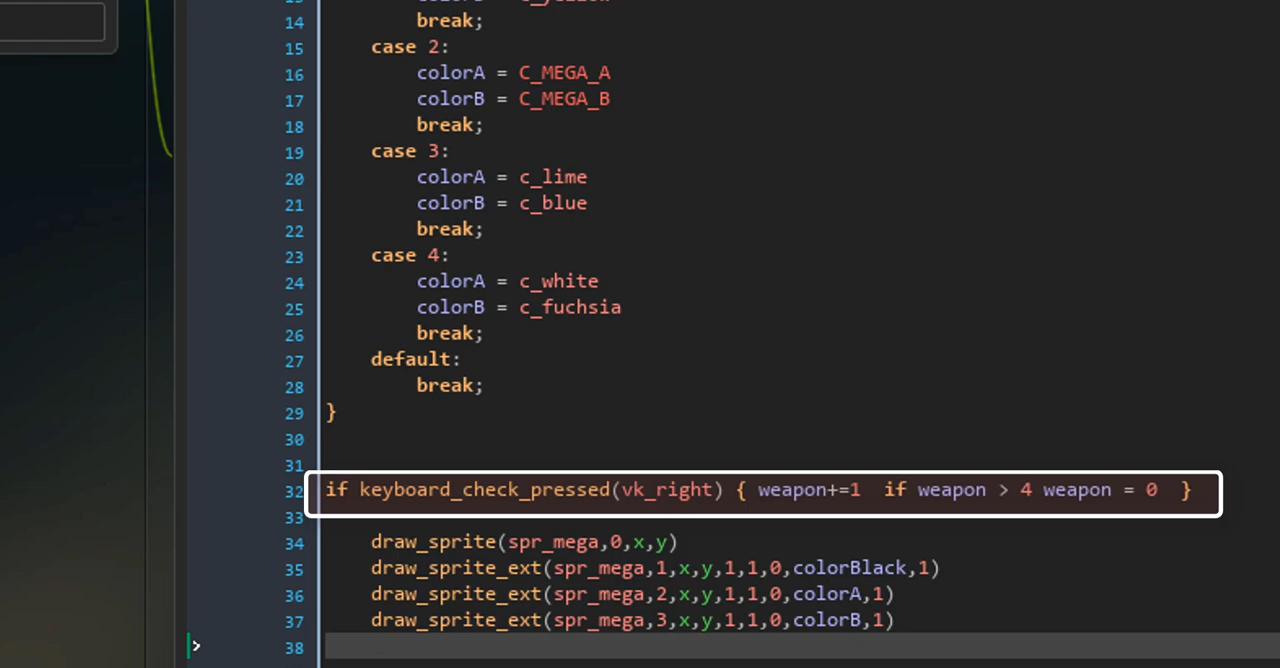 14 break;
15 case 2:
16 colorA = C_MEGA_A
17 colorB = C_MEGA_B
18 break;
19 case 3:
20 colorA = c_lime
21 colorB = c_blue
22 break;
23 case 4:
24 colorA = c_white
25 colorB = c_fuchsia
26 break;
27 default:
28 break;
29 }
30
31
32 if keyboard_check_pressed(vk_right) { weapon+=1 if weapon > 4 weapon = 0 }
33
34 draw_sprite(spr_mega,0,x,y)
35 draw_sprite_ext(spr_mega,1,x,y,1,1,0,colorBlack,1)
36 draw_sprite_ext(spr_mega,2,x,y,1,1,0,colorA,1)
37 draw_sprite_ext(spr_mega,3,x,y,1,1,0,colorB,1)
38